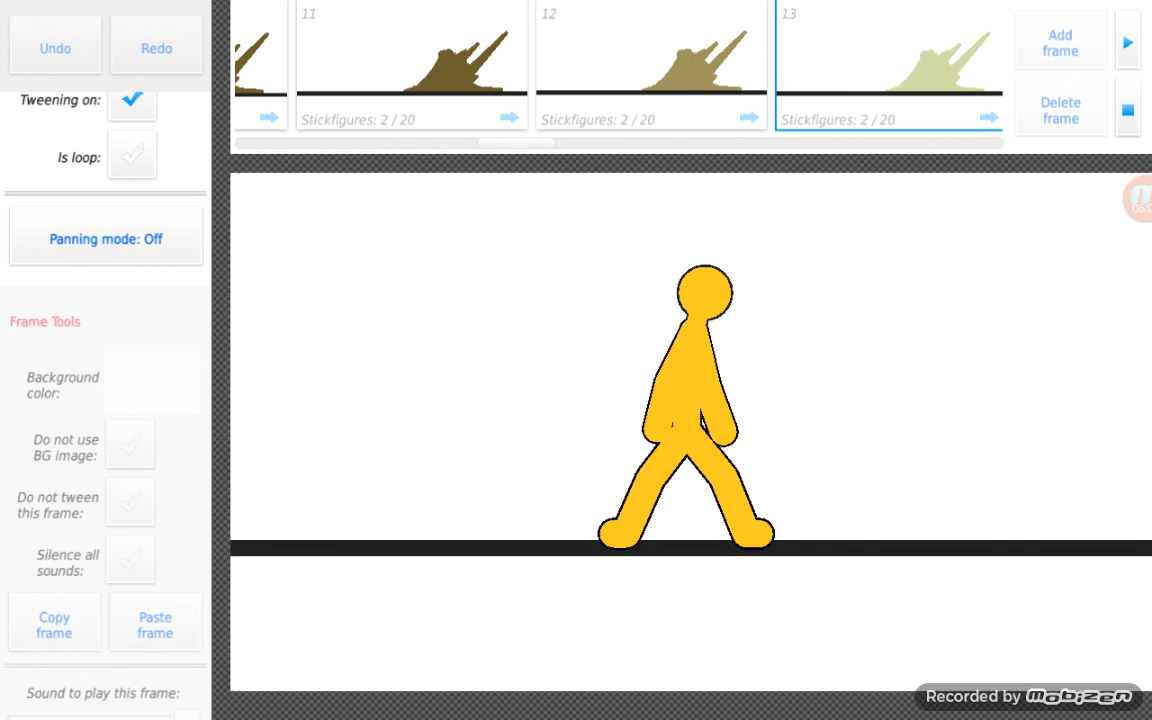 Undo
Redo
Tweening on:
Is loop:
Panning mode: Off
Frame Tools
Background
color:
Do not use
BG image:
Do not tween
this frame:
Silence all
sounds:
Copy
frame
Paste
frame
Sound to play this frame:
11
Stickfigures: 2 / 20
12
Stickfigures: 2 / 20
13
Stickfigures: 2 / 20
Add
frame
Delete
frame
Recorded by mobizen